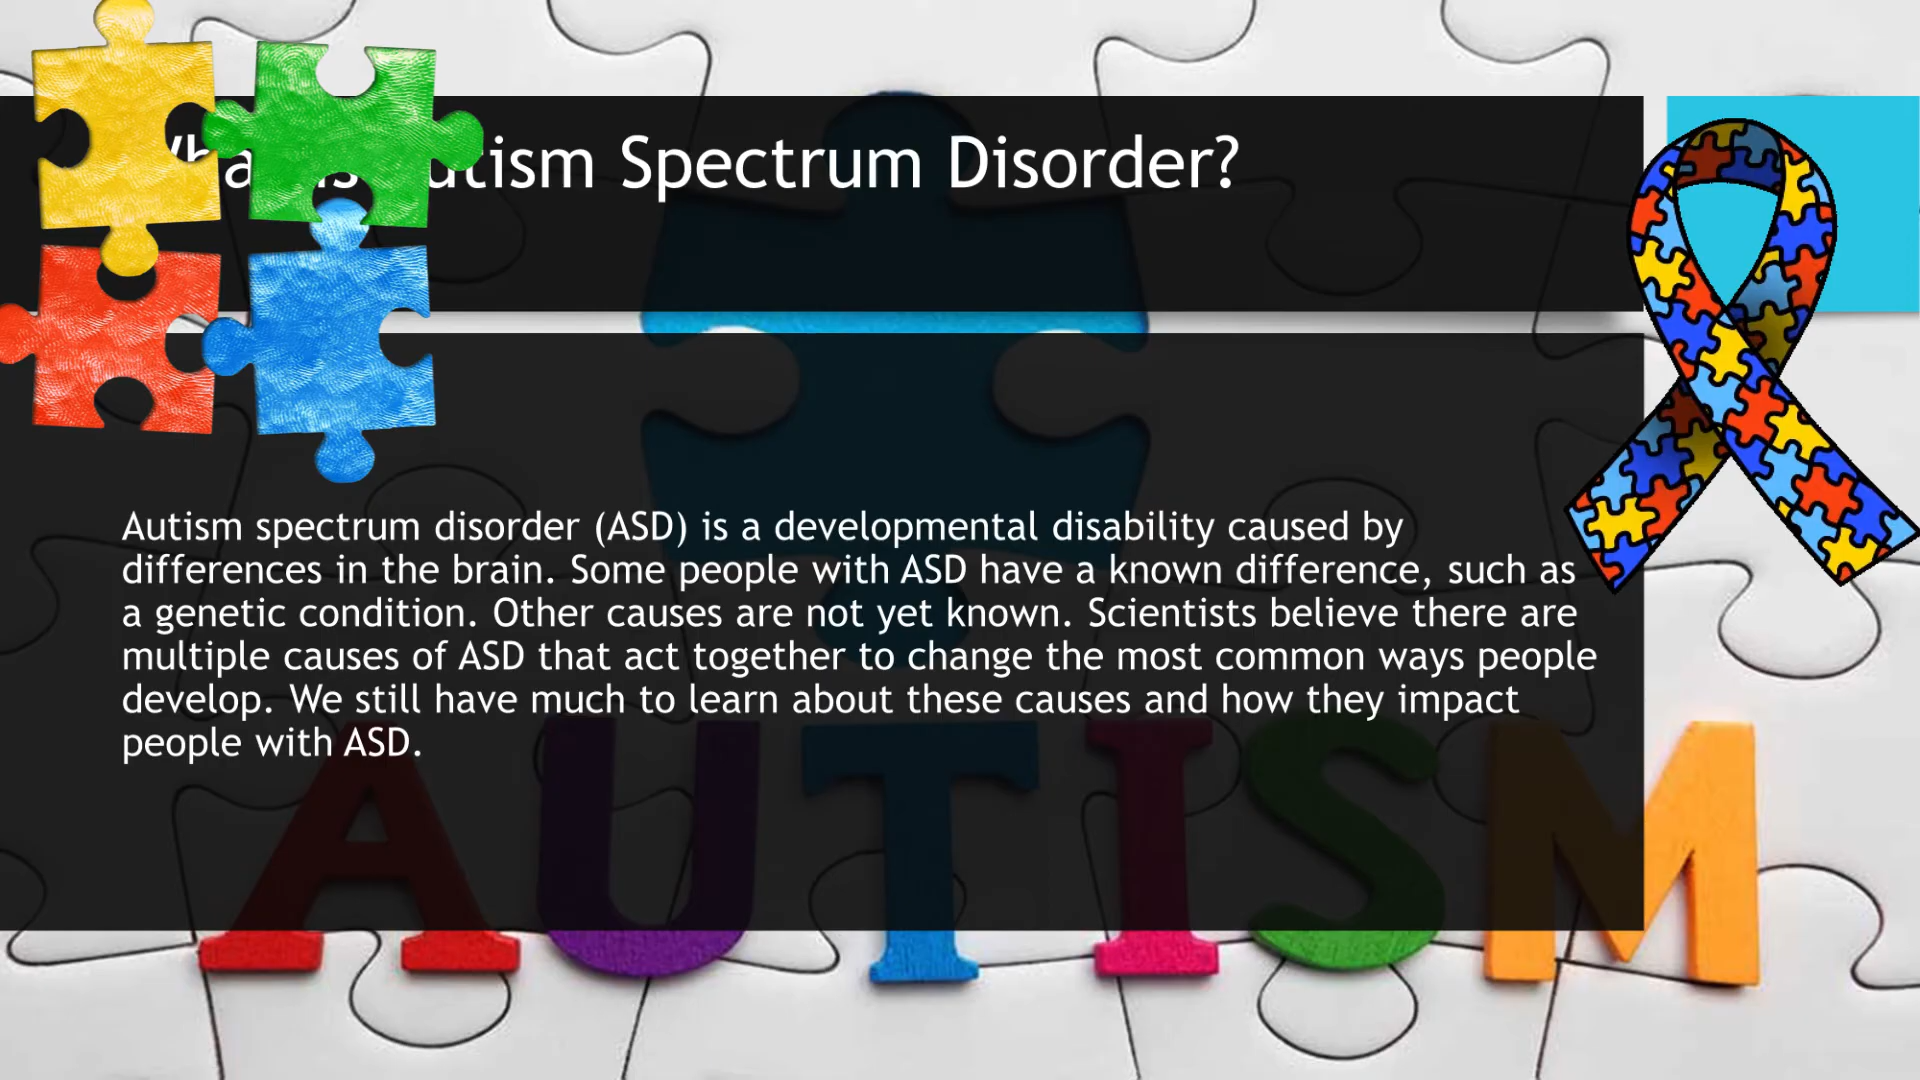 Autism Spectrum Disorder?
Autism spectrum disorder (ASD) is a developmental disability caused by
differences in the brain. Some people with ASD have a known difference, such as
a genetic condition. Other causes are not yet known. Scientists believe there are
multiple causes of ASD that act together to change the most common ways people
develop. We still have much to learn about these causes and how they impact
people with ASD.
AUTISM